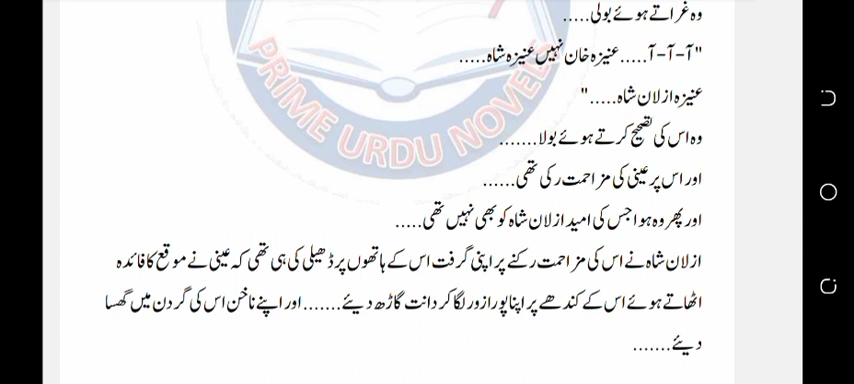 وہ غراتے ہوئے بولی.....
"آ-آ-آ.....عنیزہ خان نہیں عنیزہ شاہ.....
عنیزہ ازلان شاہ....."
وہ اس کی تصحیح کرتے ہوئے بولا.......
اور اس پر عینی کی مزاحمت رکی تھی......
اور پھر وہ ہوا جس کی امید ازلان شاہ کو بھی نہیں تھی.....
ازلان شاہ نے اس کی مزاحمت رکنے پر اپنی گرفت اس کے ہاتھوں پر ڈھیلی کی ہی تھی کہ عینی نے موقع کا فائدہ
اٹھاتے ہوئے اس کے کندھے پر اپنا پورا زور لگا کر دانت گاڑھ دیئے.......اور اپنے ناخن اس کی گردن میں گھسا
دیئے.......
PRIME URDU NOVELS